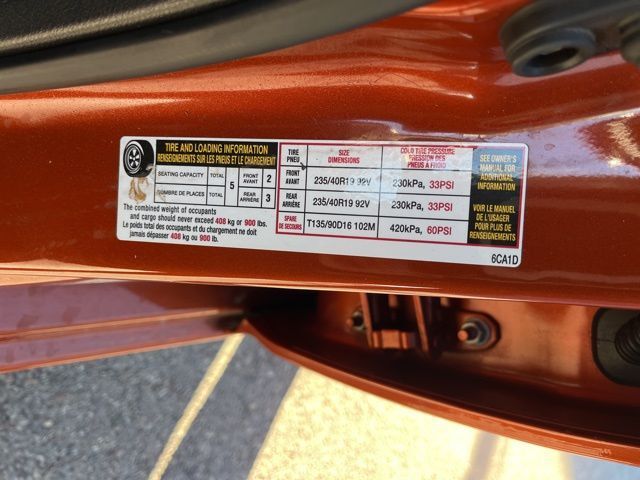 TIRE AND LOADING INFORMATION
RENSEIGNEMENTS SUR LES PNEUS ET LE CHARGEMENT
SEATING CAPACITY TOTAL 5 FRONT AVANT 2
NOMBRE DE PLACES TOTAL REAR ARRIÈRE 3
The combined weight of occupants
and cargo should never exceed 408 kg or 900 lbs.
Le poids total des occupants et du chargement ne doit
jamais dépasser 408 kg ou 900 lb.
TIRE PNEU SIZE DIMENSIONS COLD TIRE PRESSURE PRESSION DES PNEUS À FROID
FRONT AVANT 235/40R19 92V 230kPa, 33PSI
REAR ARRIÈRE 235/40R19 92V 230kPa, 33PSI
SPARE DE SECOURS T135/90D16 102M 420kPa, 60PSI
SEE OWNER'S
MANUAL FOR
ADDITIONAL
INFORMATION
VOIR LE MANUEL
DE L'USAGER
POUR PLUS DE
RENSEIGNEMENTS
6CA1D